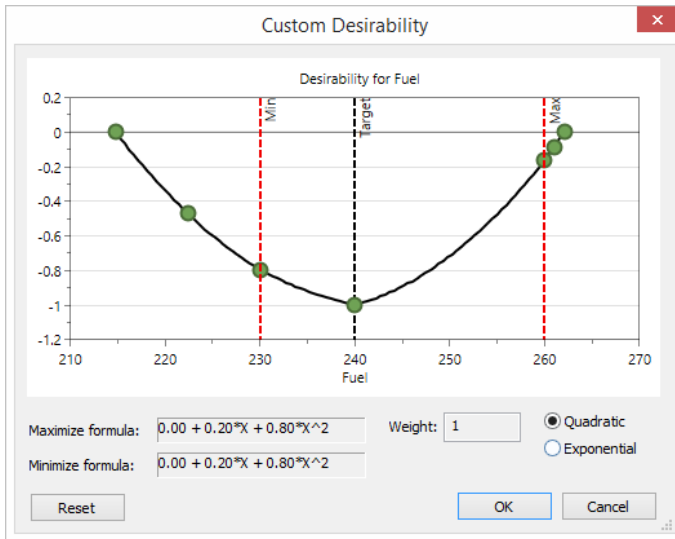 Custom Desirability
Desirability for Fuel
0.2
0
-0.2
-0.4
-0.6
-0.8
-1
-1.2
Min
Target
Max
210 220 230 240 250 260 270
Fuel
Maximize formula: 0.00 + 0.20*X + 0.80*X^2 Weight: 1 Quadratic
Minimize formula: 0.00 + 0.20*X + 0.80*X^2 Exponential
Reset OK Cancel